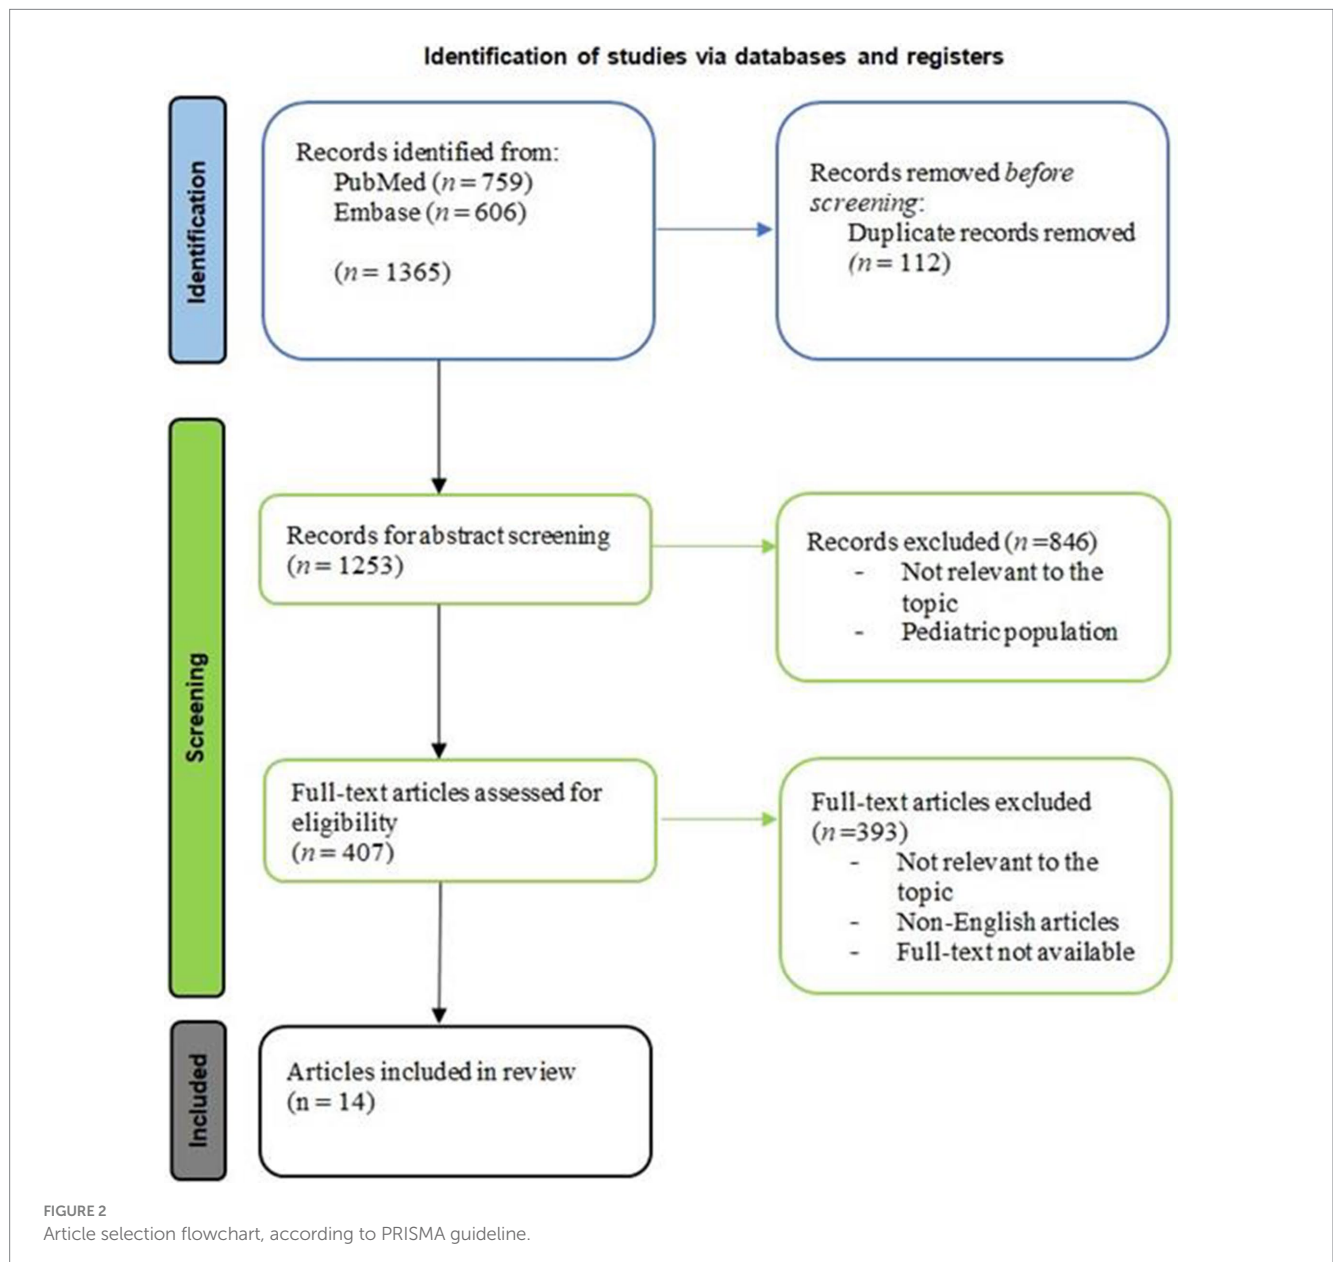 Identification of studies via databases and registers
Identification
Records identified from:
PubMed (n = 759)
Embase (n = 606)
(n = 1365)
Records removed before
screening:
Duplicate records removed
(n = 112)
Screening
Records for abstract screening
(n = 1253)
Records excluded (n =846)
- Not relevant to the
topic
- Pediatric population
Full-text articles assessed for
eligibility
(n = 407)
Full-text articles excluded
(n =393)
- Not relevant to the
topic
- Non-English articles
- Full-text not available
Included
Articles included in review
(n = 14)
FIGURE 2
Article selection flowchart, according to PRISMA guideline.